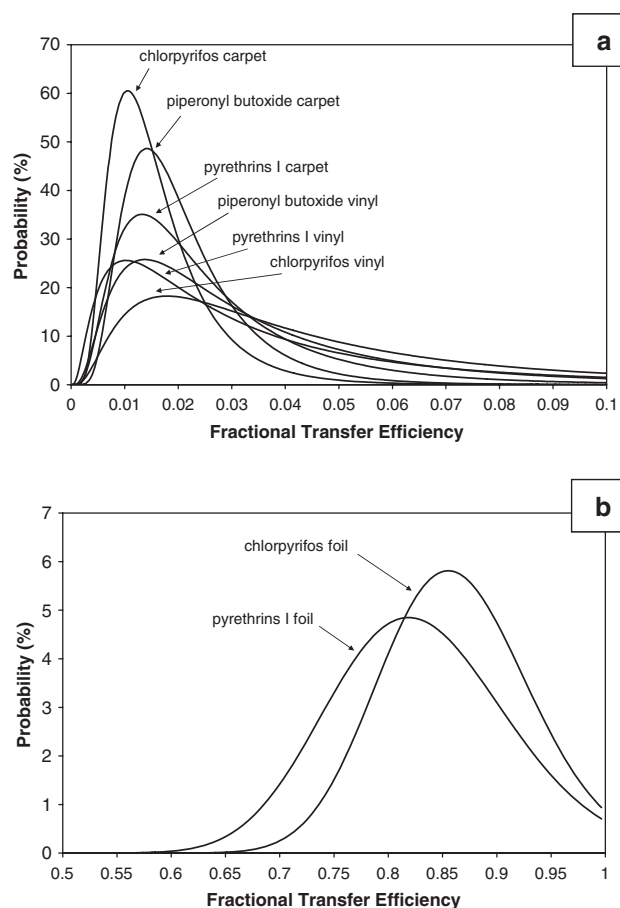 a
70
60
50
40
30
20
10
0
Probability (%)
chlorpyrifos carpet
piperonyl butoxide carpet
pyrethrins I carpet
piperonyl butoxide vinyl
pyrethrins I vinyl
chlorpyrifos vinyl
0 0.01 0.02 0.03 0.04 0.05 0.06 0.07 0.08 0.09 0.1
Fractional Transfer Efficiency
b
7
6
5
4
3
2
1
0
Probability (%)
chlorpyrifos foil
pyrethrins I foil
0.5 0.55 0.6 0.65 0.7 0.75 0.8 0.85 0.9 0.95 1
Fractional Transfer Efficiency